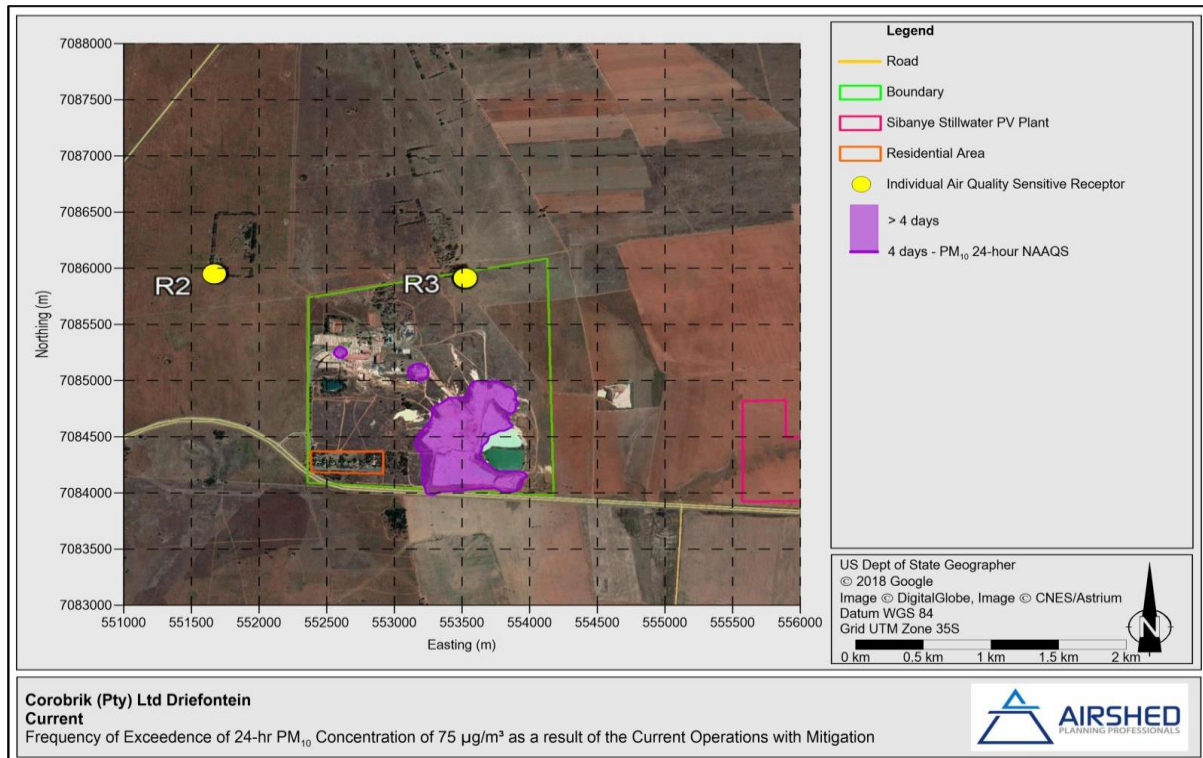 7088000
7087500
7087000
7086500
7086000
7085500
7085000
7084500
7084000
7083500
7083000
Northing (m)
551000 551500 552000 552500 553000 553500 554000 554500 555000 555500 556000
Easting (m)
R2
R3
Legend
Road
Boundary
Sibanye Stillwater PV Plant
Residential Area
Individual Air Quality Sensitive Receptor
> 4 days
4 days - PM₁₀ 24-hour NAAQS
US Dept of State Geographer
© 2018 Google
Image © DigitalGlobe, Image © CNES/Astrium
Datum WGS 84
Grid UTM Zone 35S
0 km 0.5 km 1 km 1.5 km 2 km
N
Corobrik (Pty) Ltd Driefontein
Current
Frequency of Exceedence of 24-hr PM₁₀ Concentration of 75 µg/m³ as a result of the Current Operations with Mitigation
AIRSHED
PLANNING PROFESSIONALS